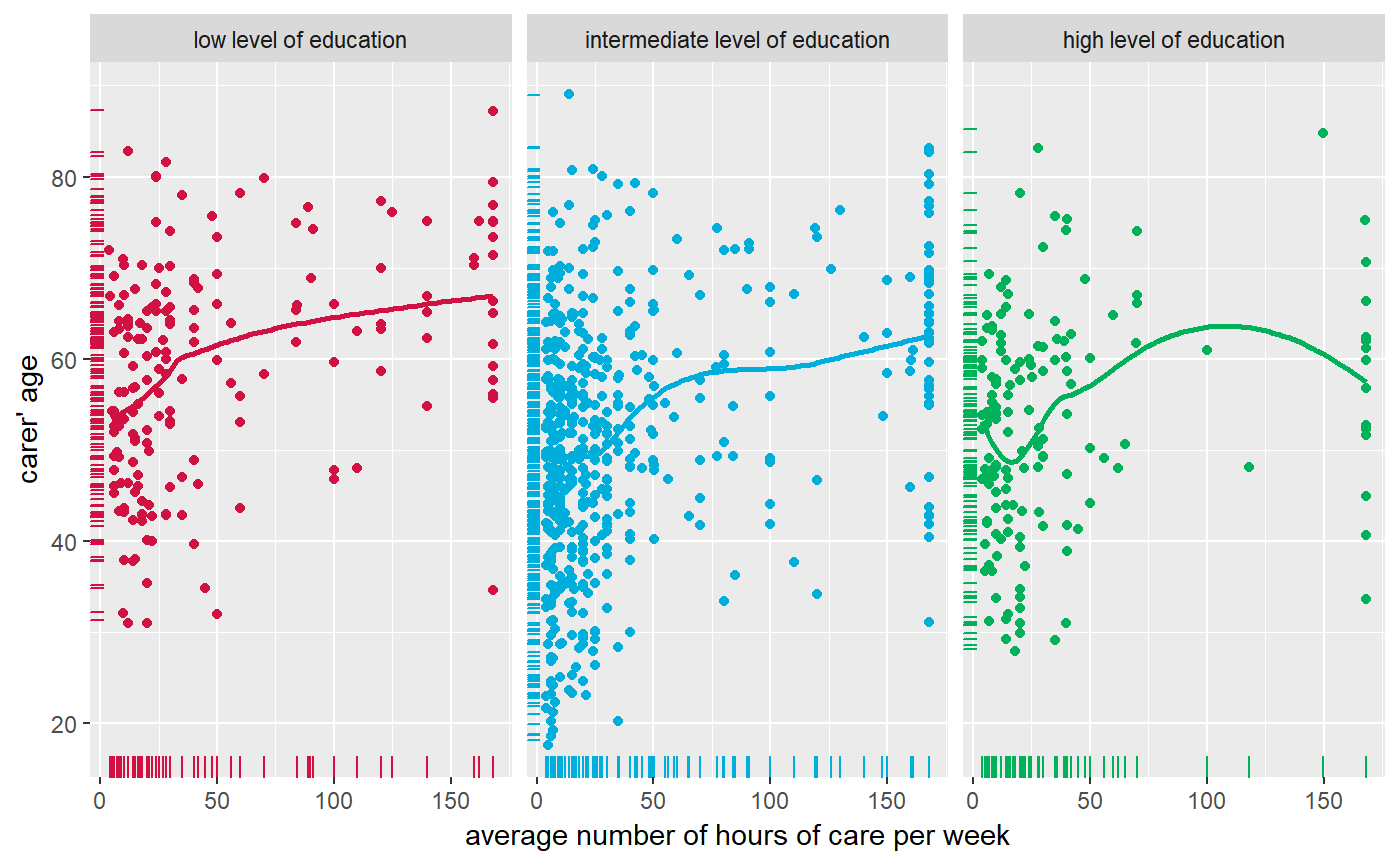 low level of education
intermediate level of education
high level of education
80
60
40
20
0 50 100 150
0 50 100 150
0 50 100 150
carer' age
average number of hours of care per week